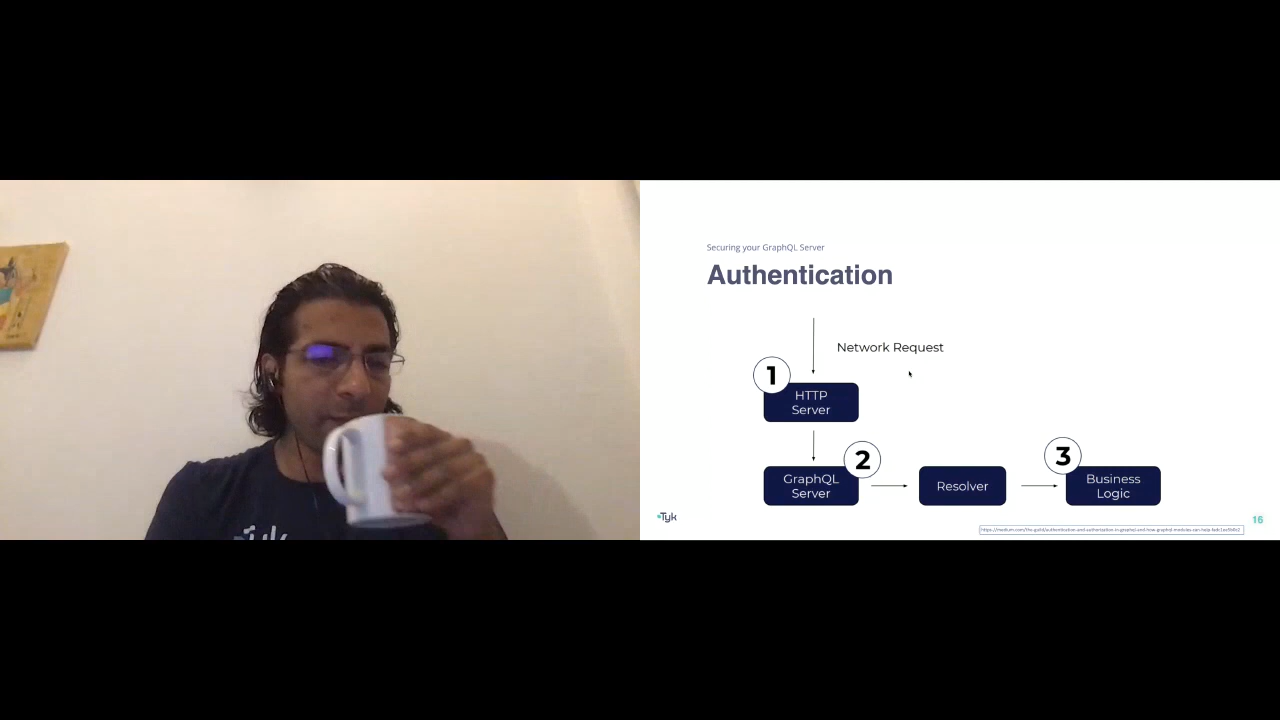 Securing your GraphQL Server
Authentication
Network Request
1
HTTP
Server
2
GraphQL
Server
Resolver
3
Business
Logic
Tyk
16
Tyk